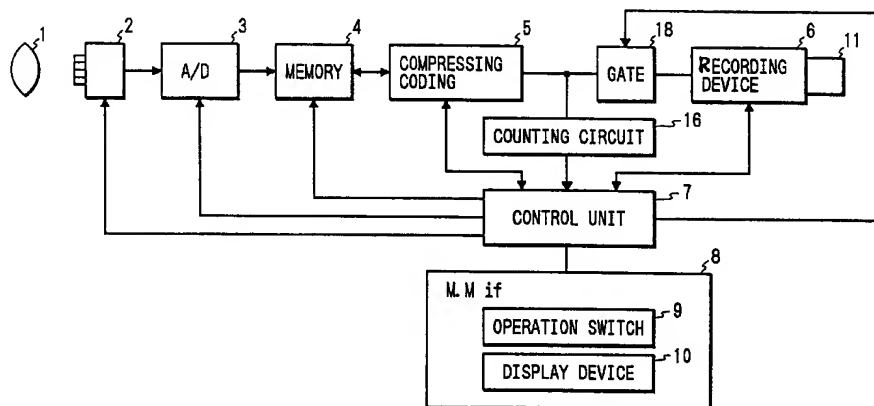 1
2
3
4
5
18
6
11
A/D
MEMORY
COMPRESSING
CODING
GATE
RECORDING
DEVICE
16
COUNTING CIRCUIT
7
CONTROL UNIT
8
M.M if
9
OPERATION SWITCH
10
DISPLAY DEVICE